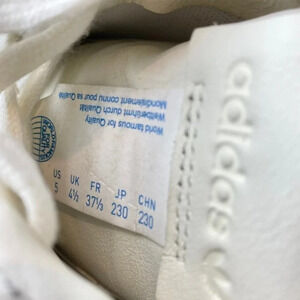 World famous for Quality
Weltberühmt durch Qualität
Mondialement connu pour sa Qualité
US UK FR JP CHN
5 4½ 37⅓ 230 230
adidas